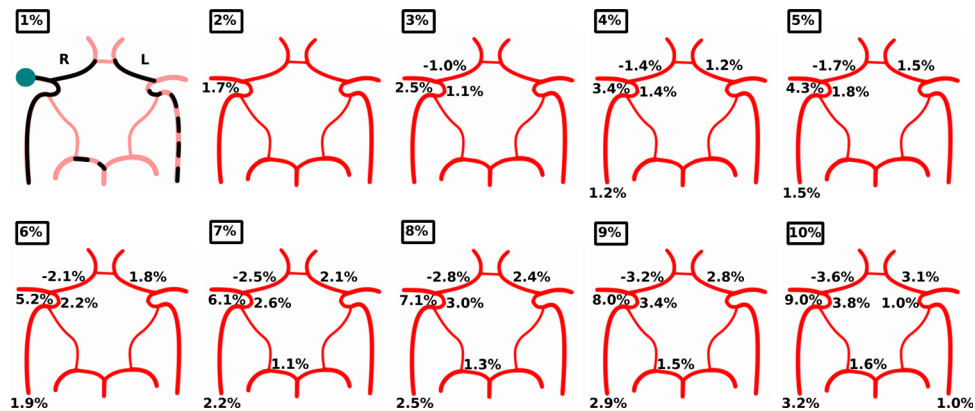 1% 2% 3% 4% 5%
R L -1.0% -1.4% 1.2% -1.7% 1.5%
1.7% 2.5% 1.1% 3.4% 1.4% 4.3% 1.8%
1.2% 1.5%
6% 7% 8% 9% 10%
-2.1% 1.8% -2.5% 2.1% -2.8% 2.4% -3.2% 2.8% -3.6% 3.1%
5.2% 2.2% 6.1% 2.6% 7.1% 3.0% 8.0% 3.4% 9.0% 3.8% 1.0%
1.1% 1.3% 1.5% 1.6%
1.9% 2.2% 2.5% 2.9% 3.2% 1.0%